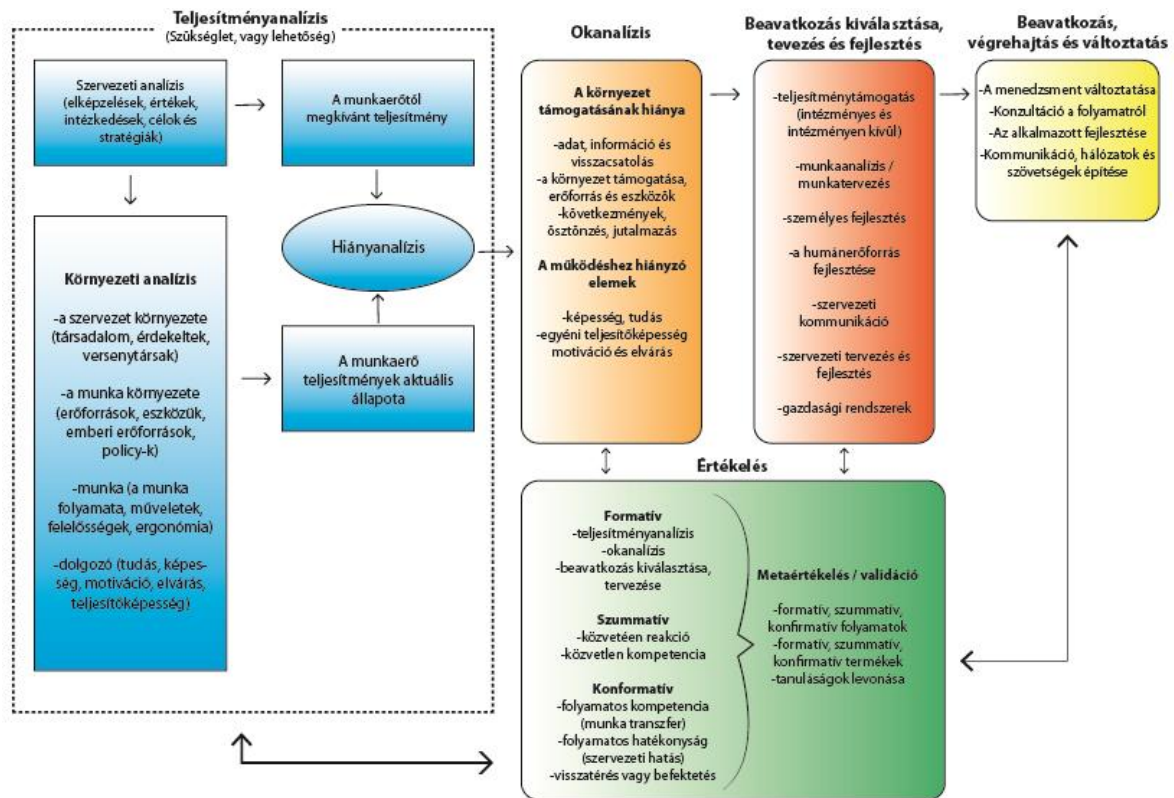 Teljesítményanalízis
(Szükséglet, vagy lehetőség)
Szervezeti analízis
(elképzelések, értékek,
intézkedések, célok és
stratégiák)
A munkaerőtól
megkívánt teljesítmény
Hiányanalízis
Környezeti analízis
-a szervezet környezete
(társadalom, érdekeltek,
versenytársak)
-a munka környezete
(erőforrások, eszközük,
emberi erőforrások,
policy-k)
-munka (a munka
folyamata, műveletek,
felelősségek, ergonómia)
-dolgozó (tudás, képes-
ség, motiváció, elvárás,
teljesítőképesség)
A munkaerő
teljesítmények aktuális
állapota
Okanalízis
A környezet
támogatásának hiánya
-adat, információ és
visszacsatolás
-a környezet támogatása,
erőforrás és eszközök
-következmények,
ösztönzés, jutalmazás
A működéshez hiányzó
elemek
-képesség, tudás
-egyéni teljesítőképesség
motiváció és elvárás
Beavatkozás kiválasztása,
tevezés és fejlesztés
-teljesítménytámogatás
(intézményes és
intézményen kívül)
-munkaanalízis /
munkatervezés
-személyes fejlesztés
-a humánerőforrás
fejlesztése
-szervezeti
kommunikáció
-szervezeti tervezés és
fejlesztés
-gazdasági rendszerek
Beavatkozás,
végrehajtás és változtatás
-A menedzsment változtatása
-Konzultáció a folyamatról
-Az alkalmazott fejlesztése
-Kommunikáció, hálózatok és
szövetségek építése
Értékelés
Formatív
-teljesítményanalízis
-okanalízis
-beavatkozás kiválasztása,
tervezése
Szummatív
-közvetéen reakció
-közvetlen kompetencia
Konformatív
-folyamatos kompetencia
(munka transzfer)
-folyamatos hatékonyság
(szervezeti hatás)
-visszatérés vagy befektetés
Metaértékelés / validáció
-formatív, szummatív,
konfirmatív folyamatok
-formatív, szummatív,
konfirmatív termékek
-tanuláságok levonása